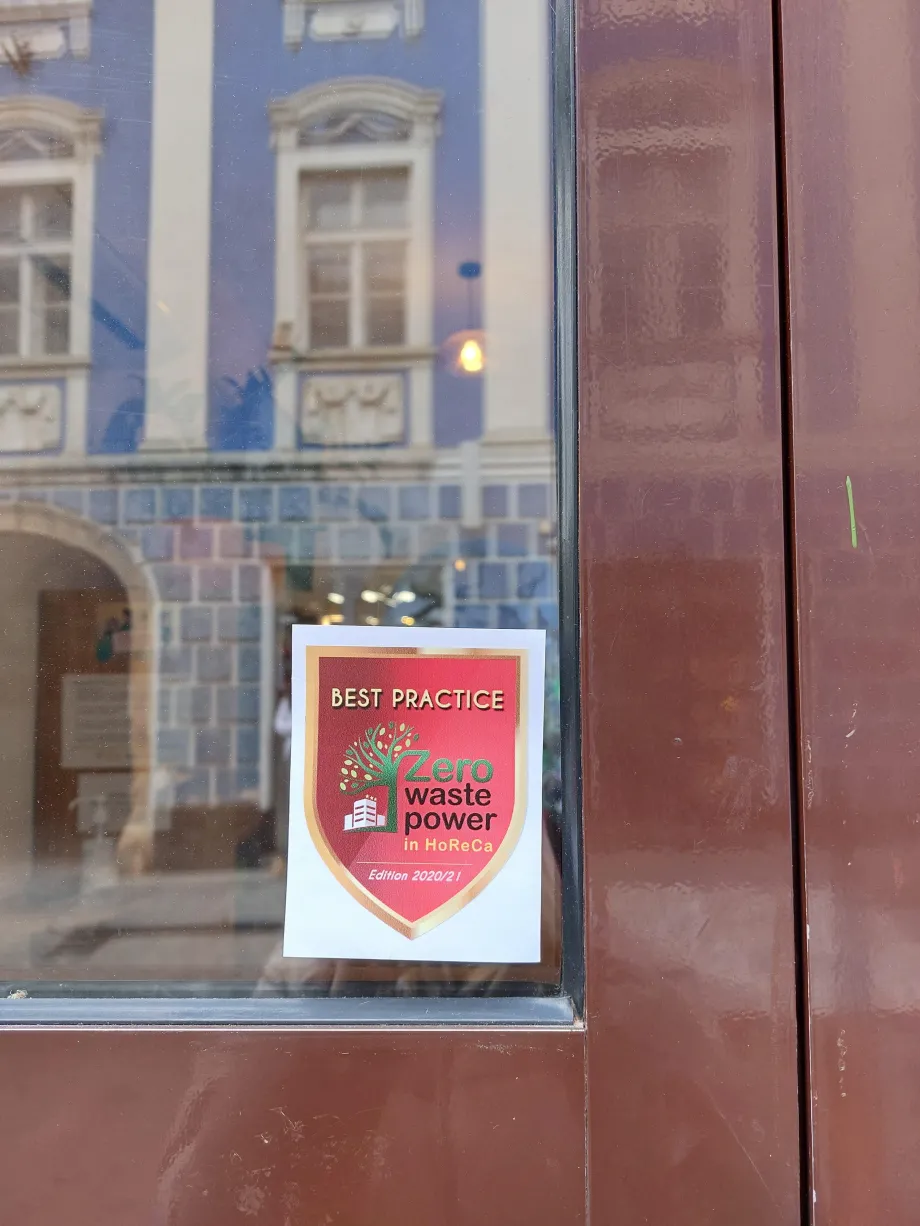 BEST PRACTICE
Zero
waste
power
in HoReCa
Edition 2020/21